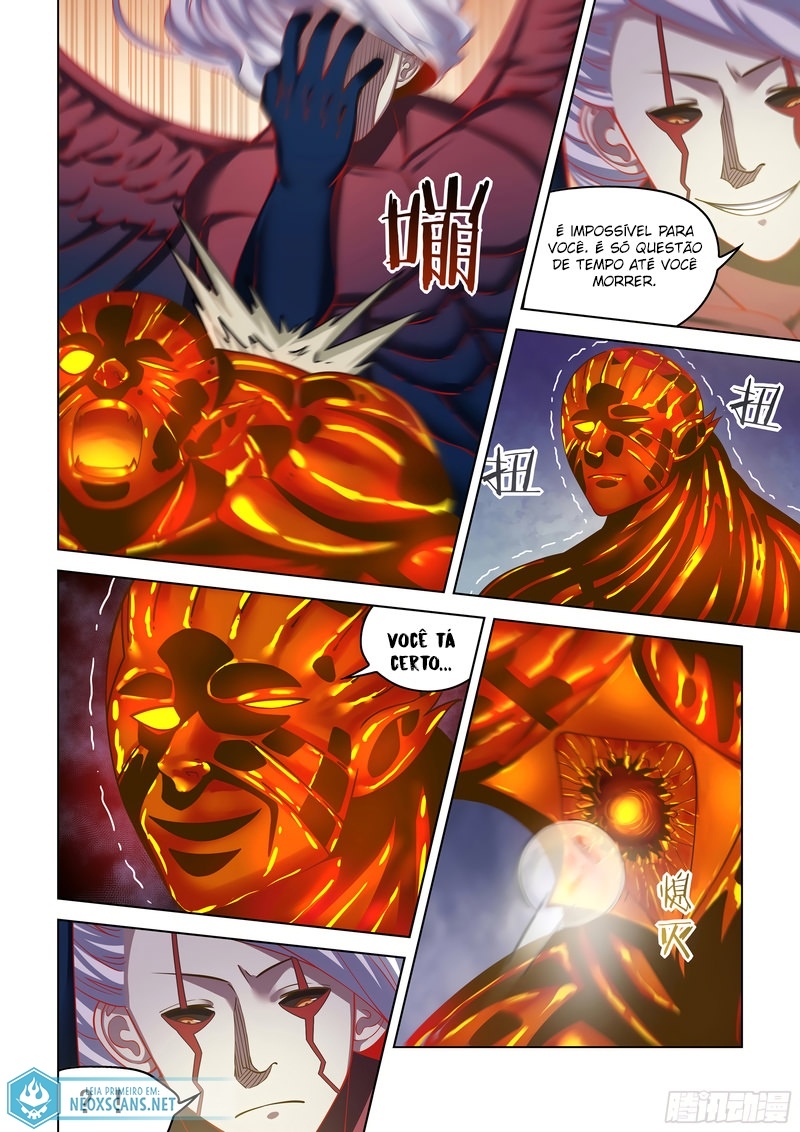 嘣
É IMPOSSÍVEL PARA
VOCÊ. É SÓ QUESTÃO
DE TEMPO ATÉ VOCÊ
MORRER.
扭
扭
VOCÊ TÁ
CERTO...
熄
灭
LEIA PRIMEIRO EM:
NEOXSCANS.NET
腾讯动漫